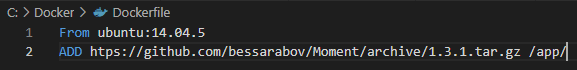 C: > Docker > Dockerfile
1 From ubuntu:14.04.5
2 ADD htps://github.com/bessarabov/Moment/archive/1.3.1.tar.gz /app/